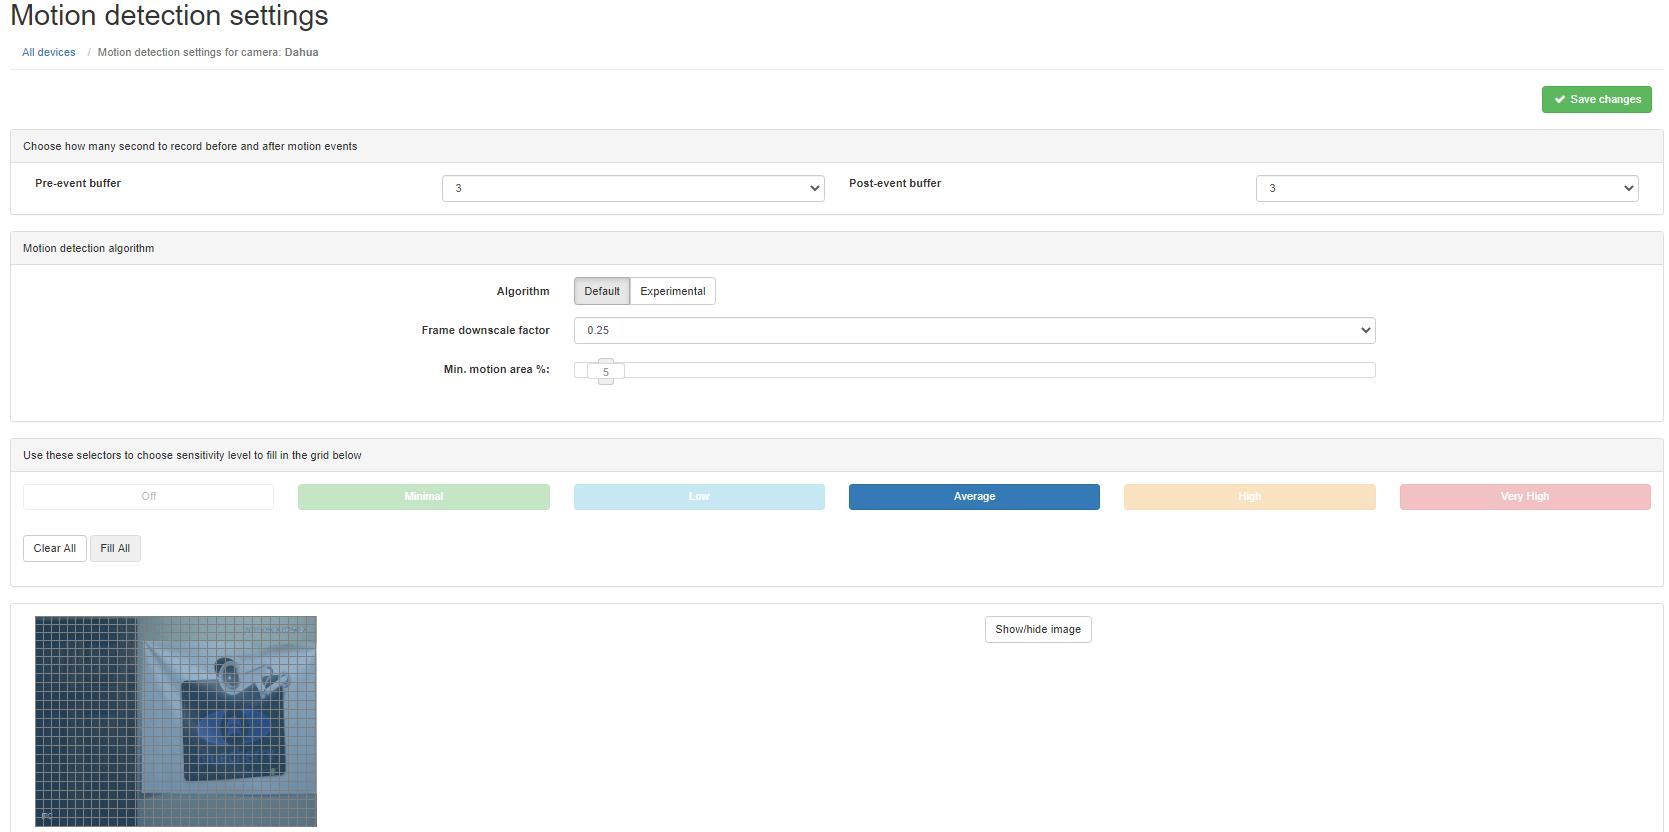 Motion detection settings
All devices / Motion detection settings for camera: Dahua
Save changes
Choose how many second to record before and after motion events
Pre-event buffer 3 Post-event buffer 3
Motion detection algorithm
Algorithm Default Experimental
Frame downscale factor 0.25
Min. motion area %: 5
Use these selectors to choose sensitivity level to fill in the grid below
Off Minimal Low Average High Very High
Clear All Fill All
Show/hide image